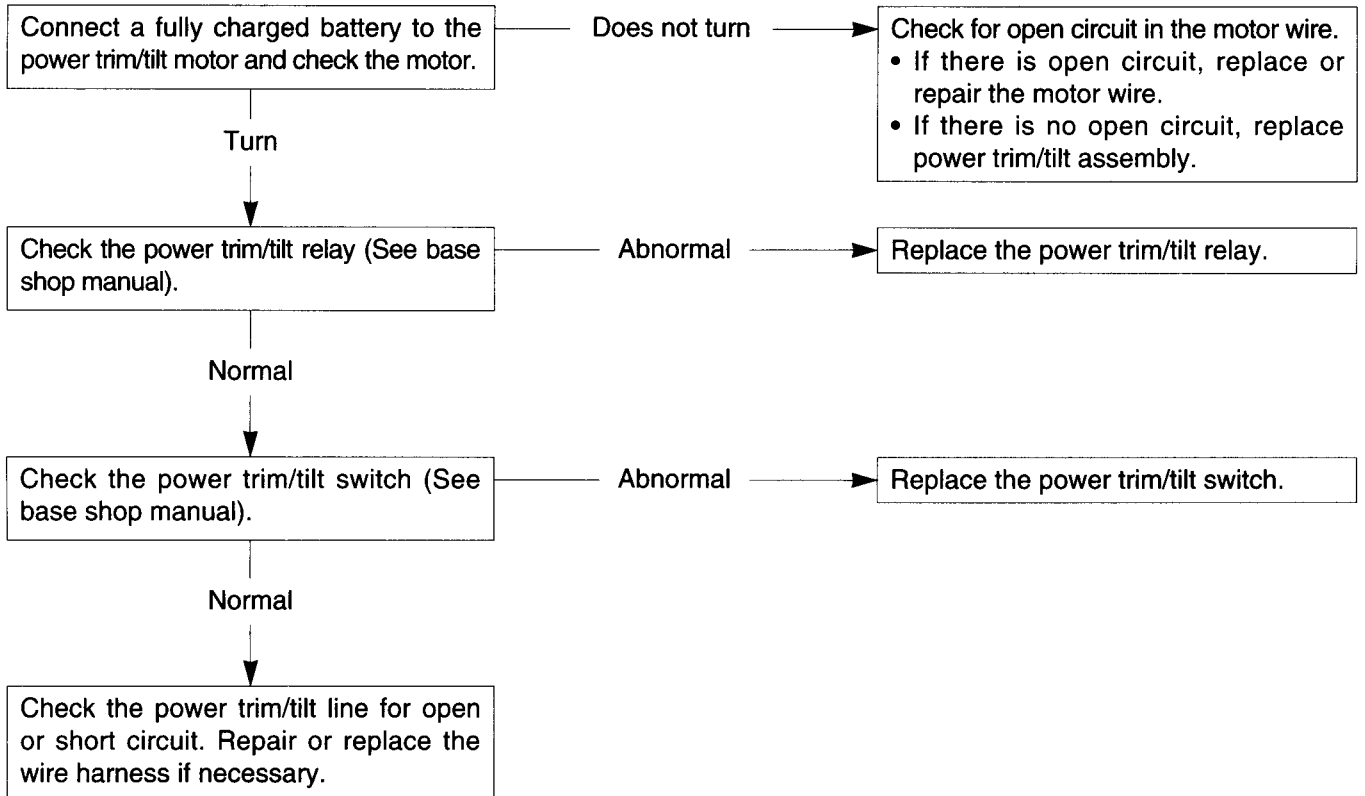 Connect a fully charged battery to the
power trim/tilt motor and check the motor.
Does not turn
Check for open circuit in the motor wire.
• If there is open circuit, replace or
repair the motor wire.
• If there is no open circuit, replace
power trim/tilt assembly.
Turn
Check the power trim/tilt relay (See base
shop manual).
Abnormal
Replace the power trim/tilt relay.
Normal
Check the power trim/tilt switch (See
base shop manual).
Abnormal
Replace the power trim/tilt switch.
Normal
Check the power trim/tilt line for open
or short circuit. Repair or replace the
wire harness if necessary.